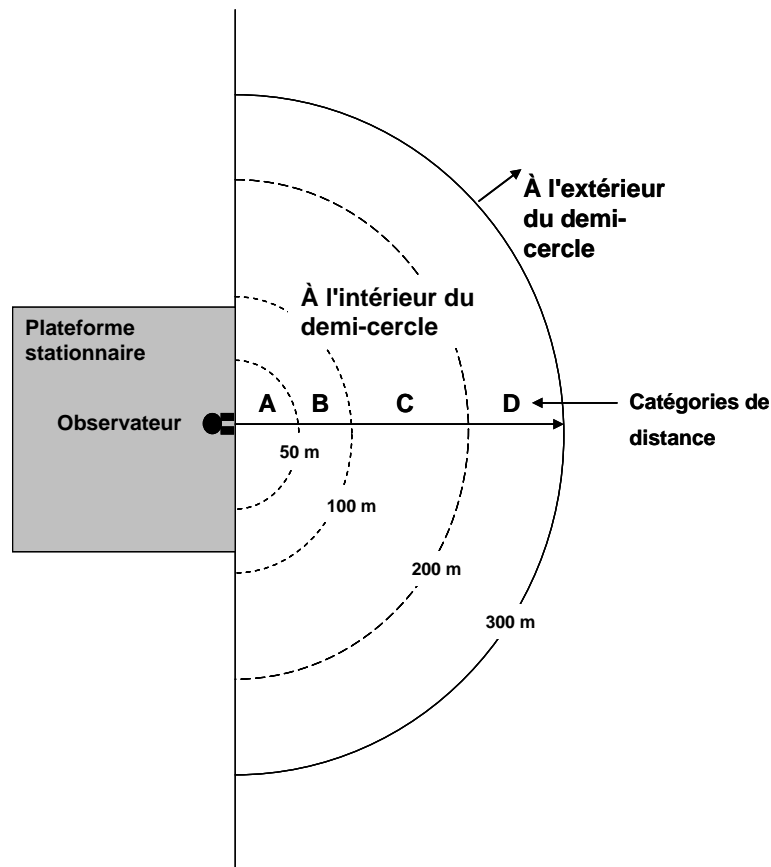 À l'extérieur
du demi-
cercle
À l'intérieur du
demi-cercle
Plateforme
stationnaire
Observateur
A B C D
Catégories de
distance
50 m
100 m
200 m
300 m